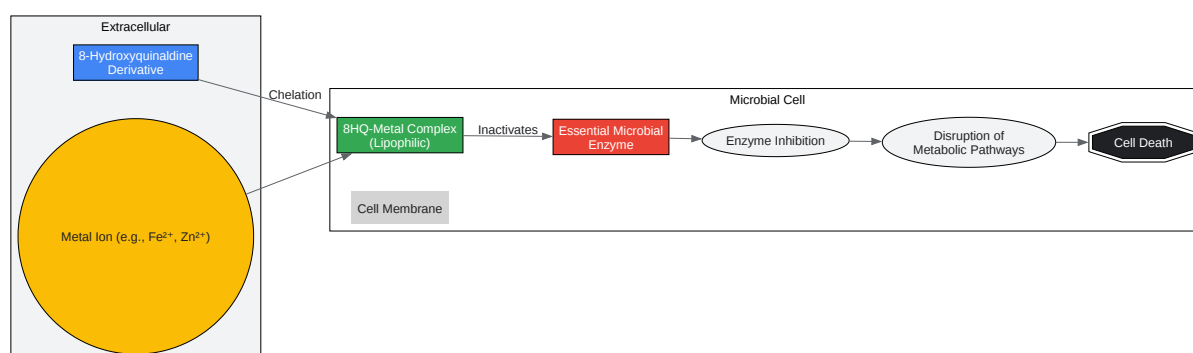 Extracellular
8-Hydroxyquinaldine
Derivative
Metal Ion (e.g., Fe²⁺, Zn²⁺)
Chelation
Microbial Cell
8HQ-Metal Complex
(Lipophilic)
Inactivates
Essential Microbial
Enzyme
Enzyme Inhibition
Disruption of
Metabolic Pathways
Cell Death
Cell Membrane